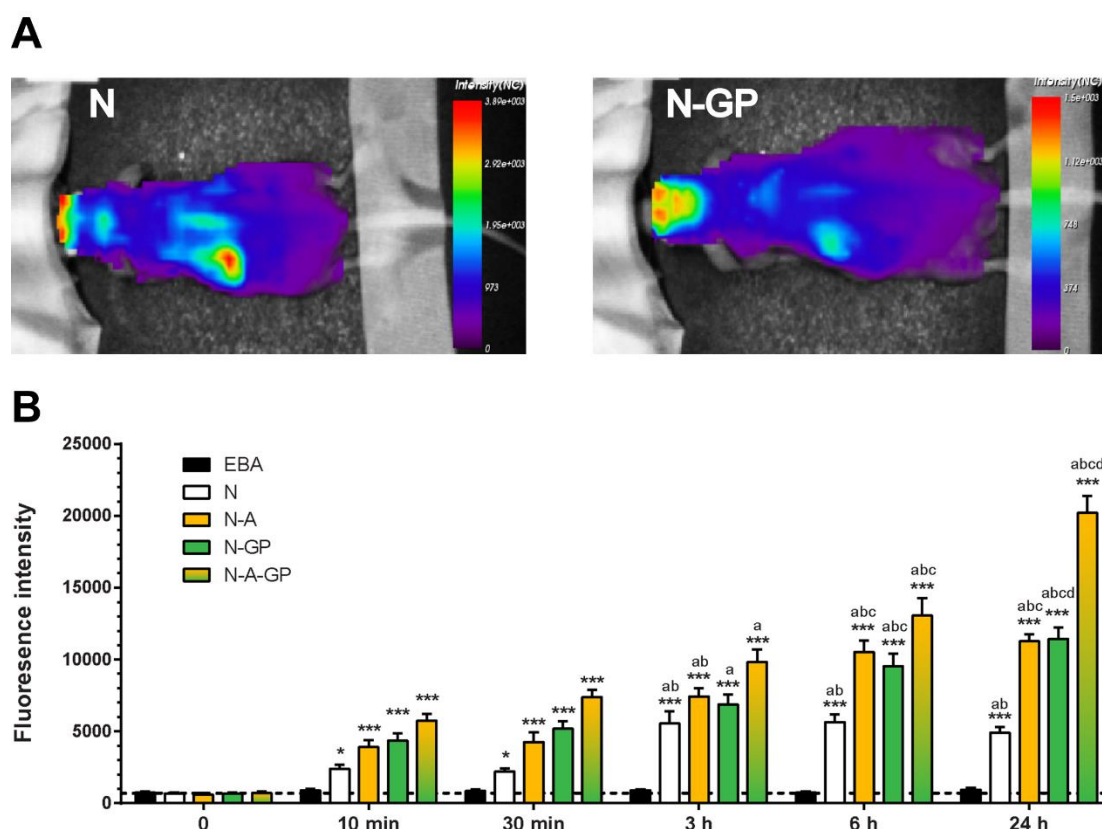 A
N
Intensity(NC)
3.89e+003
2.92e+003
1.95e+003
973
0
N-GP
Intensity(NC)
1.5e+003
1.12e+003
748
374
0
B
Fluoresence intensity
25000
20000
15000
10000
5000
0
EBA
N
N-A
N-GP
N-A-GP
* *** *** ***
* *** *** ***
ab ab a a
*** *** *** ***
ab abc abc abc
*** *** *** ***
ab abc abcd abcd
*** *** *** ***
0 10 min 30 min 3 h 6 h 24 h